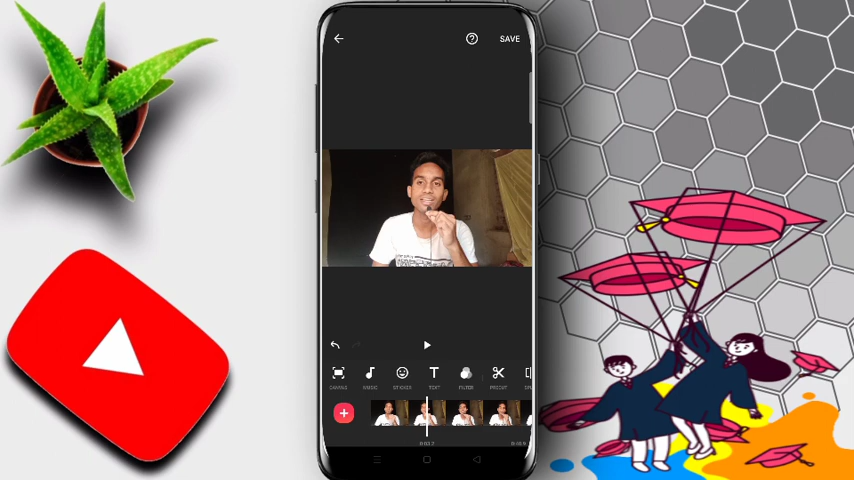 SAVE
CANVAS
MUSIC
STICKER
TEXT
FILTER
PRECUT